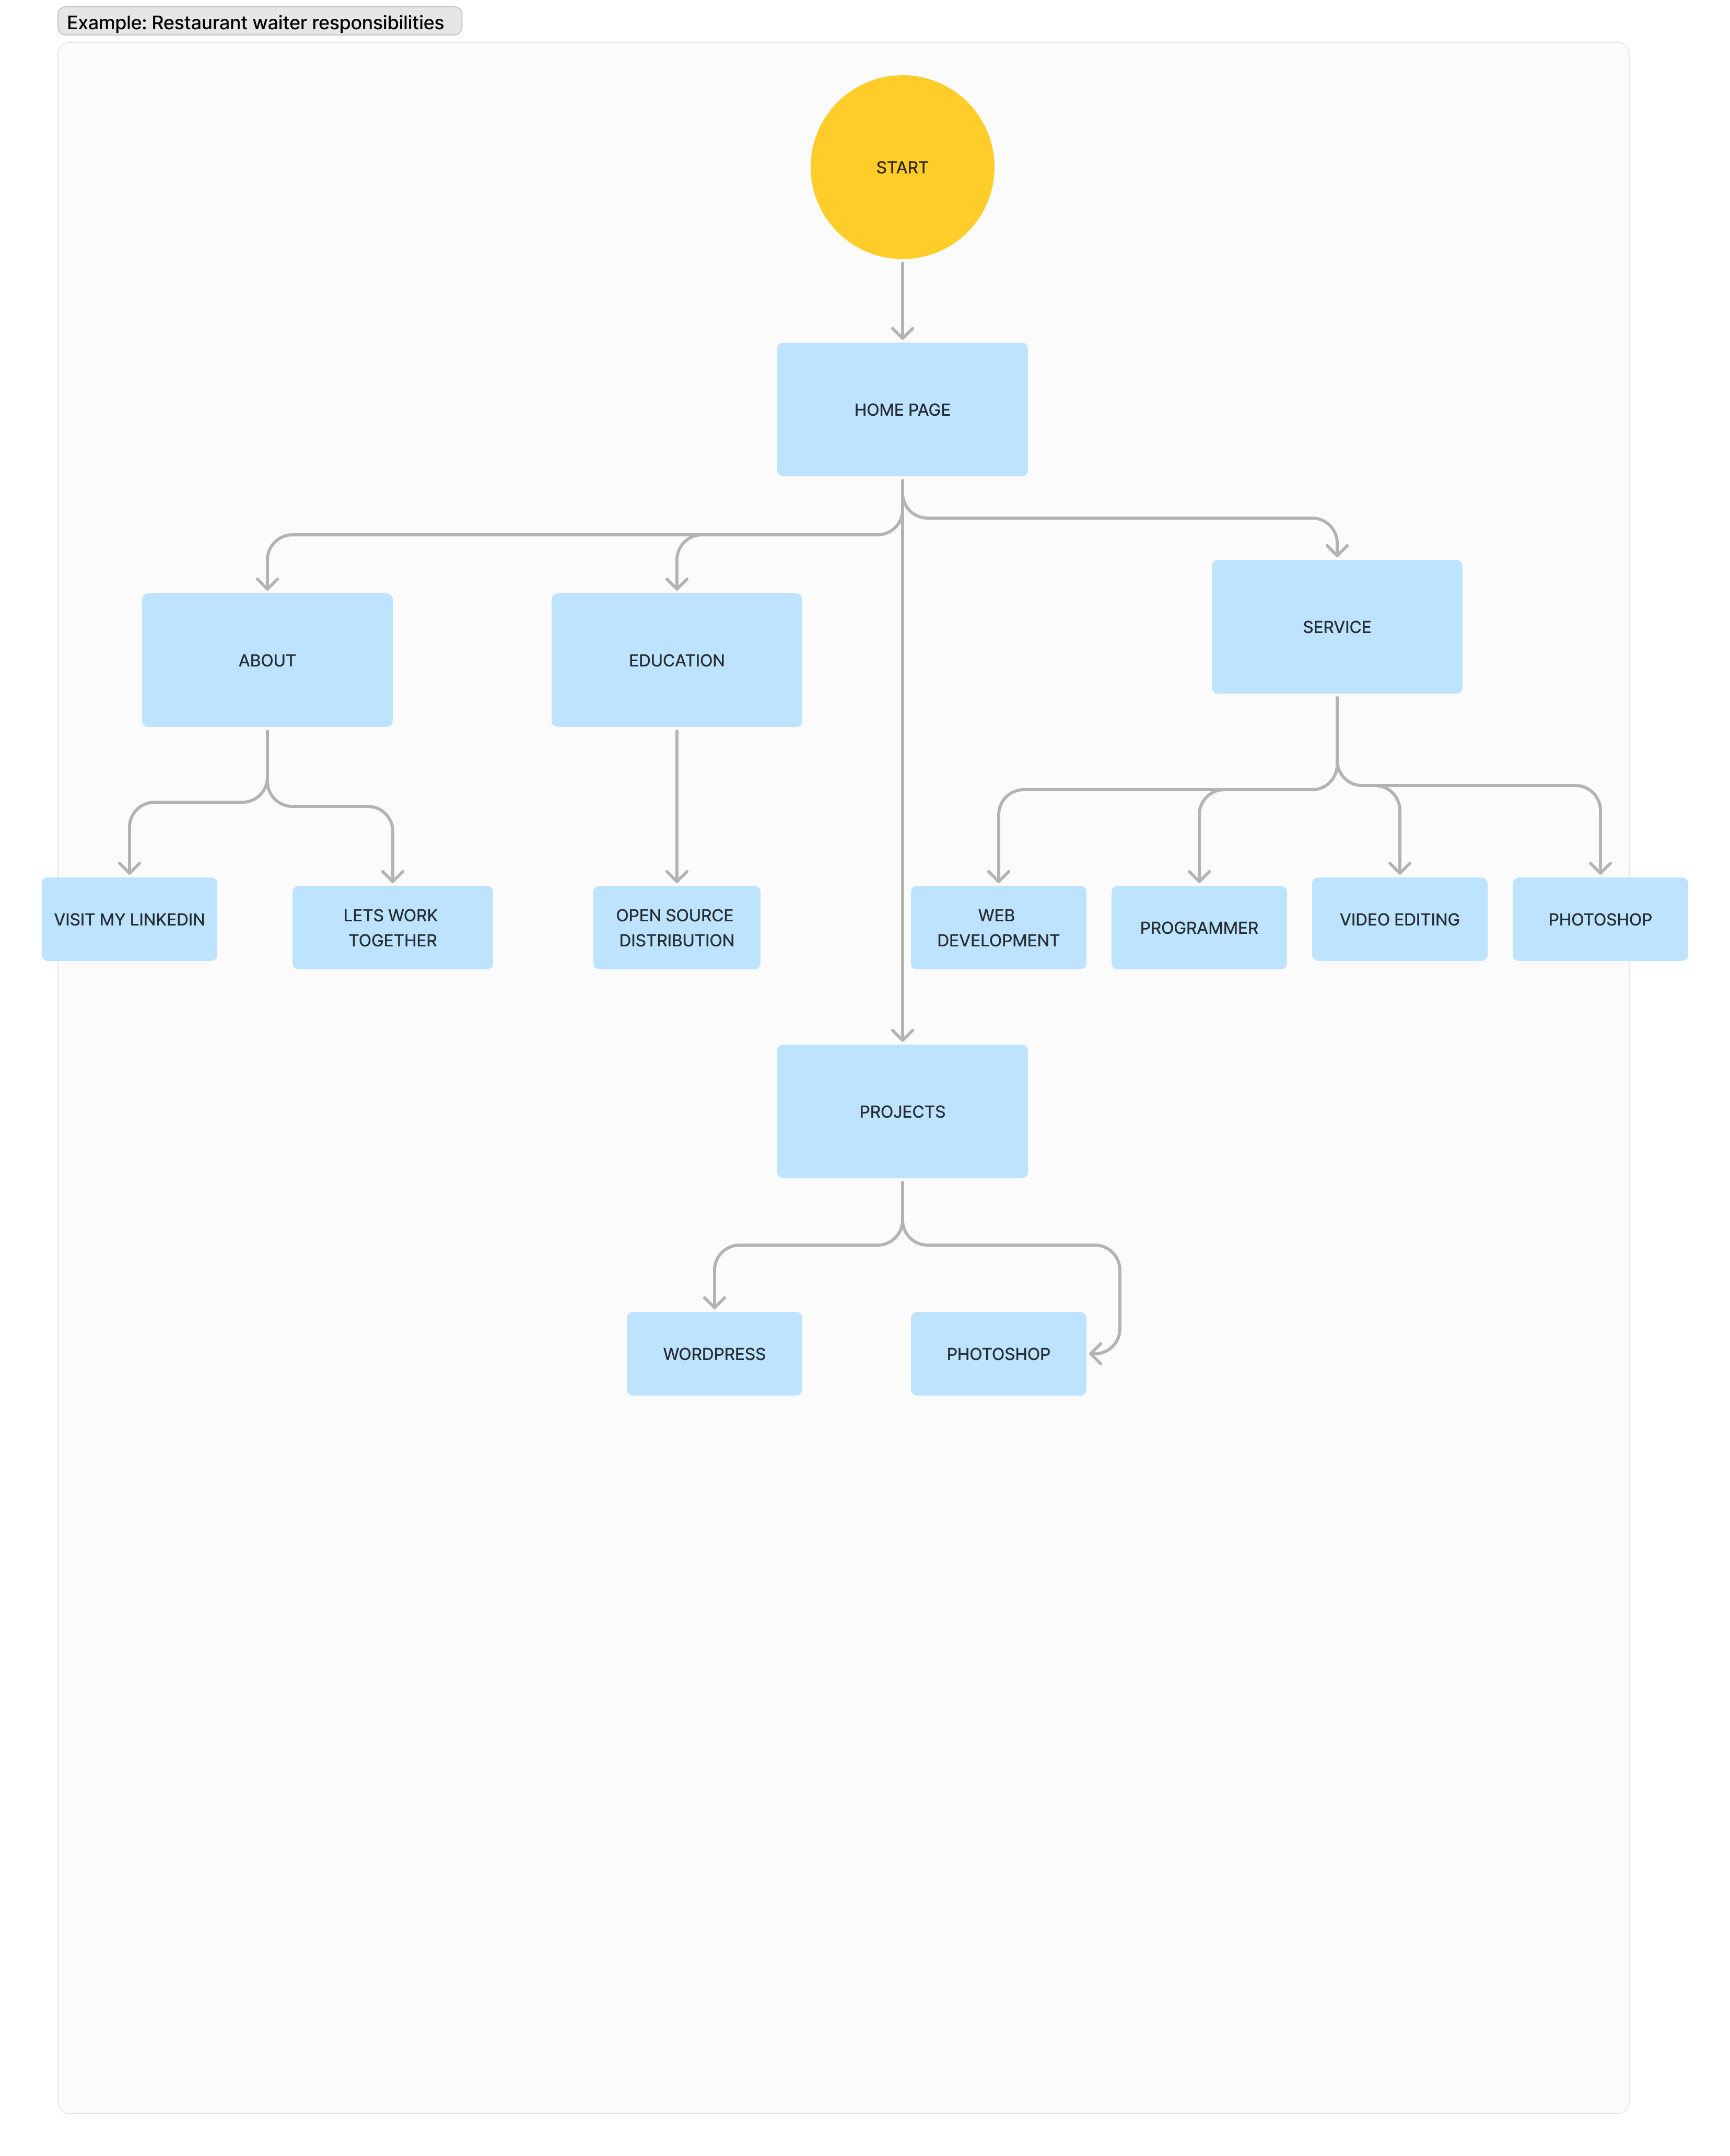 Example: Restaurant waiter responsibilities
START
HOME PAGE
ABOUT
EDUCATION
SERVICE
VISIT MY LINKEDIN
LETS WORK
TOGETHER
OPEN SOURCE
DISTRIBUTION
WEB
DEVELOPMENT
PROGRAMMER
VIDEO EDITING
PHOTOSHOP
PROJECTS
WORDPRESS
PHOTOSHOP